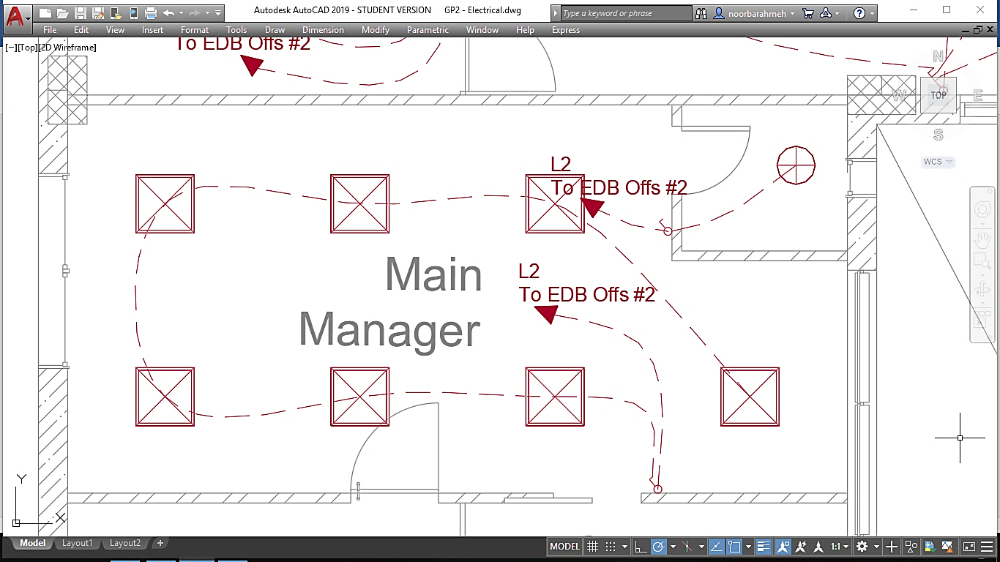 Autodesk AutoCAD 2019 - STUDENT VERSION GP2 - Electrical.dwg
Type a keyword or phrase
noorbarahmeh
File Edit View Insert Format Tools Draw Dimension Modify Parametric Window Help Express
[−][Top][2D Wireframe]
To EDB Offs #2
N
W TOP E
S
WCS
L2
To EDB Offs #2
Main
Manager
L2
To EDB Offs #2
Y
X
Model Layout1 Layout2 +
MODEL 1:1